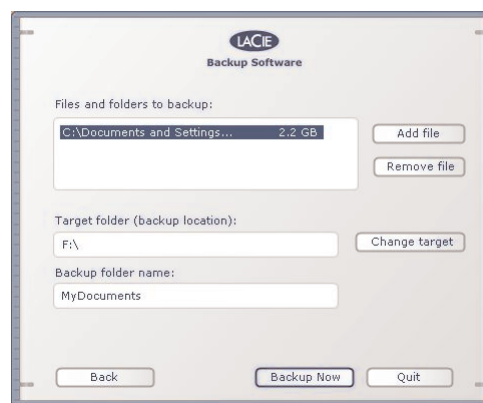 LACIE
Backup Software
Files and folders to backup:
C:\Documents and Settings... 2.2 GB
Add file
Remove file
Target folder (backup location):
F:\
Change target
Backup folder name:
MyDocuments
Back
Backup Now
Quit